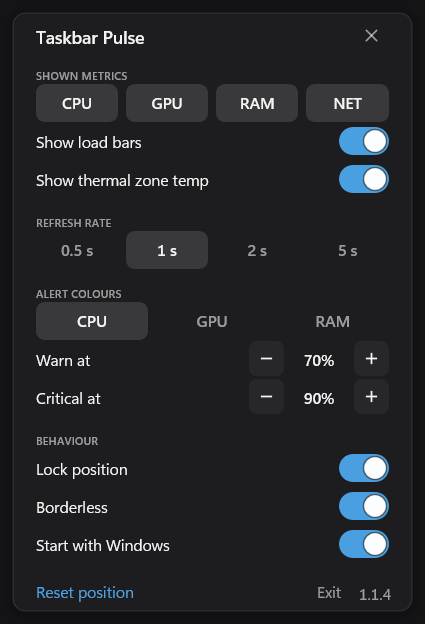 Taskbar Pulse
SHOWN METRICS
CPU GPU RAM NET
Show load bars
Show thermal zone temp
REFRESH RATE
0.5 s 1 s 2 s 5 s
ALERT COLOURS
CPU GPU RAM
Warn at − 70% +
Critical at − 90% +
BEHAVIOUR
Lock position
Borderless
Start with Windows
Reset position Exit 1.1.4